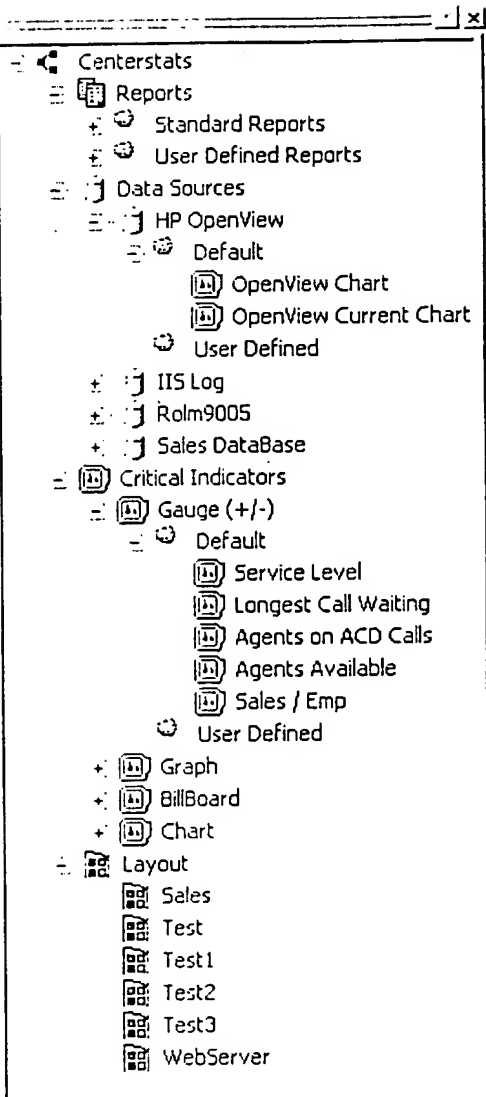 Centerstats
Reports
Standard Reports
User Defined Reports
Data Sources
HP OpenView
Default
OpenView Chart
OpenView Current Chart
User Defined
IIS Log
Rolm9005
Sales DataBase
Critical Indicators
Gauge (+/-)
Default
Service Level
Longest Call Waiting
Agents on ACD Calls
Agents Available
Sales / Emp
User Defined
Graph
BillBoard
Chart
Layout
Sales
Test
Test1
Test2
Test3
WebServer